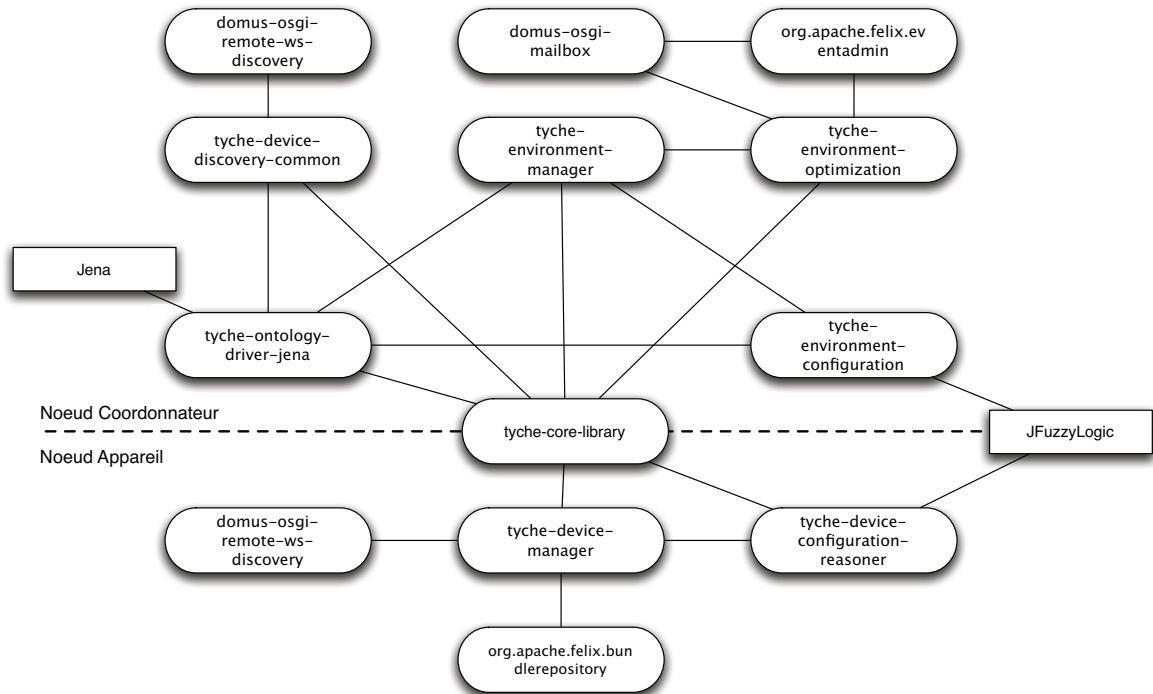 domus-osgi-
remote-ws-
discovery
domus-osgi-
mailbox
org.apache.felix.ev
entadmin
tyche-device-
discovery-common
tyche-
environment-
manager
tyche-
environment-
optimization
Jena
tyche-ontology-
driver-jena
tyche-
environment-
configuration
Noeud Coordonnateur
tyche-core-library
JFuzzyLogic
Noeud Appareil
domus-osgi-
remote-ws-
discovery
tyche-device-
manager
tyche-device-
configuration-
reasoner
org.apache.felix.bun
dlerepository